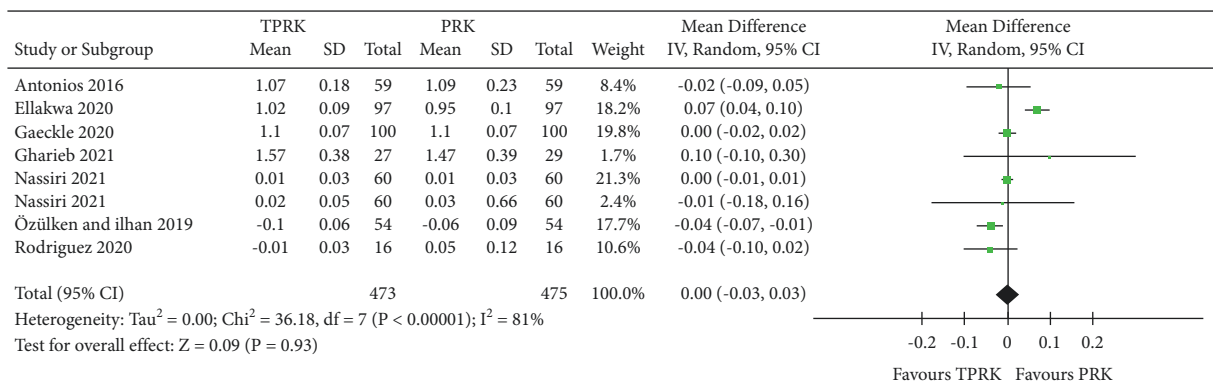 TPRK PRK Mean Difference Mean Difference
Study or Subgroup Mean SD Total Mean SD Total Weight IV, Random, 95% CI IV, Random, 95% CI
Antonios 2016 1.07 0.18 59 1.09 0.23 59 8.4% -0.02 (-0.09, 0.05)
Ellakwa 2020 1.02 0.09 97 0.95 0.1 97 18.2% 0.07 (0.04, 0.10)
Gaeckle 2020 1.1 0.07 100 1.1 0.07 100 19.8% 0.00 (-0.02, 0.02)
Gharieb 2021 1.57 0.38 27 1.47 0.39 29 1.7% 0.10 (-0.10, 0.30)
Nassiri 2021 0.01 0.03 60 0.01 0.03 60 21.3% 0.00 (-0.01, 0.01)
Nassiri 2021 0.02 0.05 60 0.03 0.66 60 2.4% -0.01 (-0.18, 0.16)
Özülken and ilhan 2019 -0.1 0.06 54 -0.06 0.09 54 17.7% -0.04 (-0.07, -0.01)
Rodriguez 2020 -0.01 0.03 16 0.05 0.12 16 10.6% -0.04 (-0.10, 0.02)
Total (95% CI) 473 475 100.0% 0.00 (-0.03, 0.03)
Heterogeneity: Tau² = 0.00; Chi² = 36.18, df = 7 (P < 0.00001); I² = 81%
Test for overall effect: Z = 0.09 (P = 0.93)
-0.2 -0.1 0 0.1 0.2
Favours TPRK Favours PRK